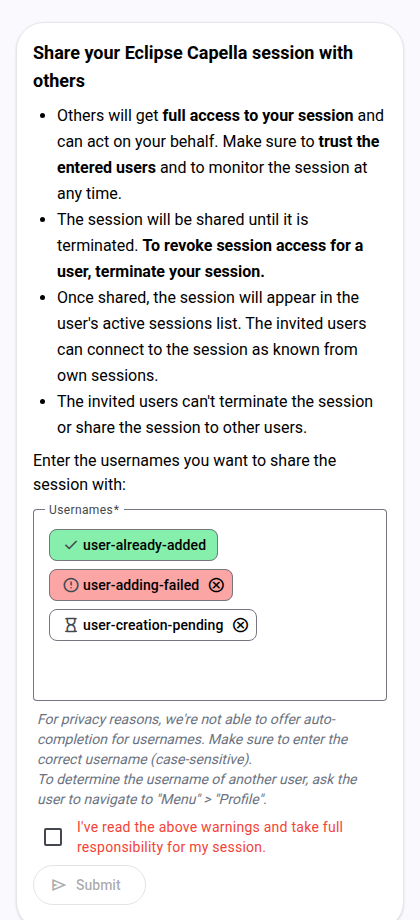 Share your Eclipse Capella session with
others
• Others will get full access to your session and
can act on your behalf. Make sure to trust the
entered users and to monitor the session at
any time.
• The session will be shared until it is
terminated. To revoke session access for a
user, terminate your session.
• Once shared, the session will appear in the
user's active sessions list. The invited users
can connect to the session as known from
own sessions.
• The invited users can't terminate the session
or share the session to other users.
Enter the usernames you want to share the
session with:
Usernames*
user-already-added
user-adding-failed
user-creation-pending
For privacy reasons, we're not able to offer auto-
completion for usernames. Make sure to enter the
correct username (case-sensitive).
To determine the username of another user, ask the
user to navigate to "Menu" > "Profile".
I've read the above warnings and take full
responsibility for my session.
Submit